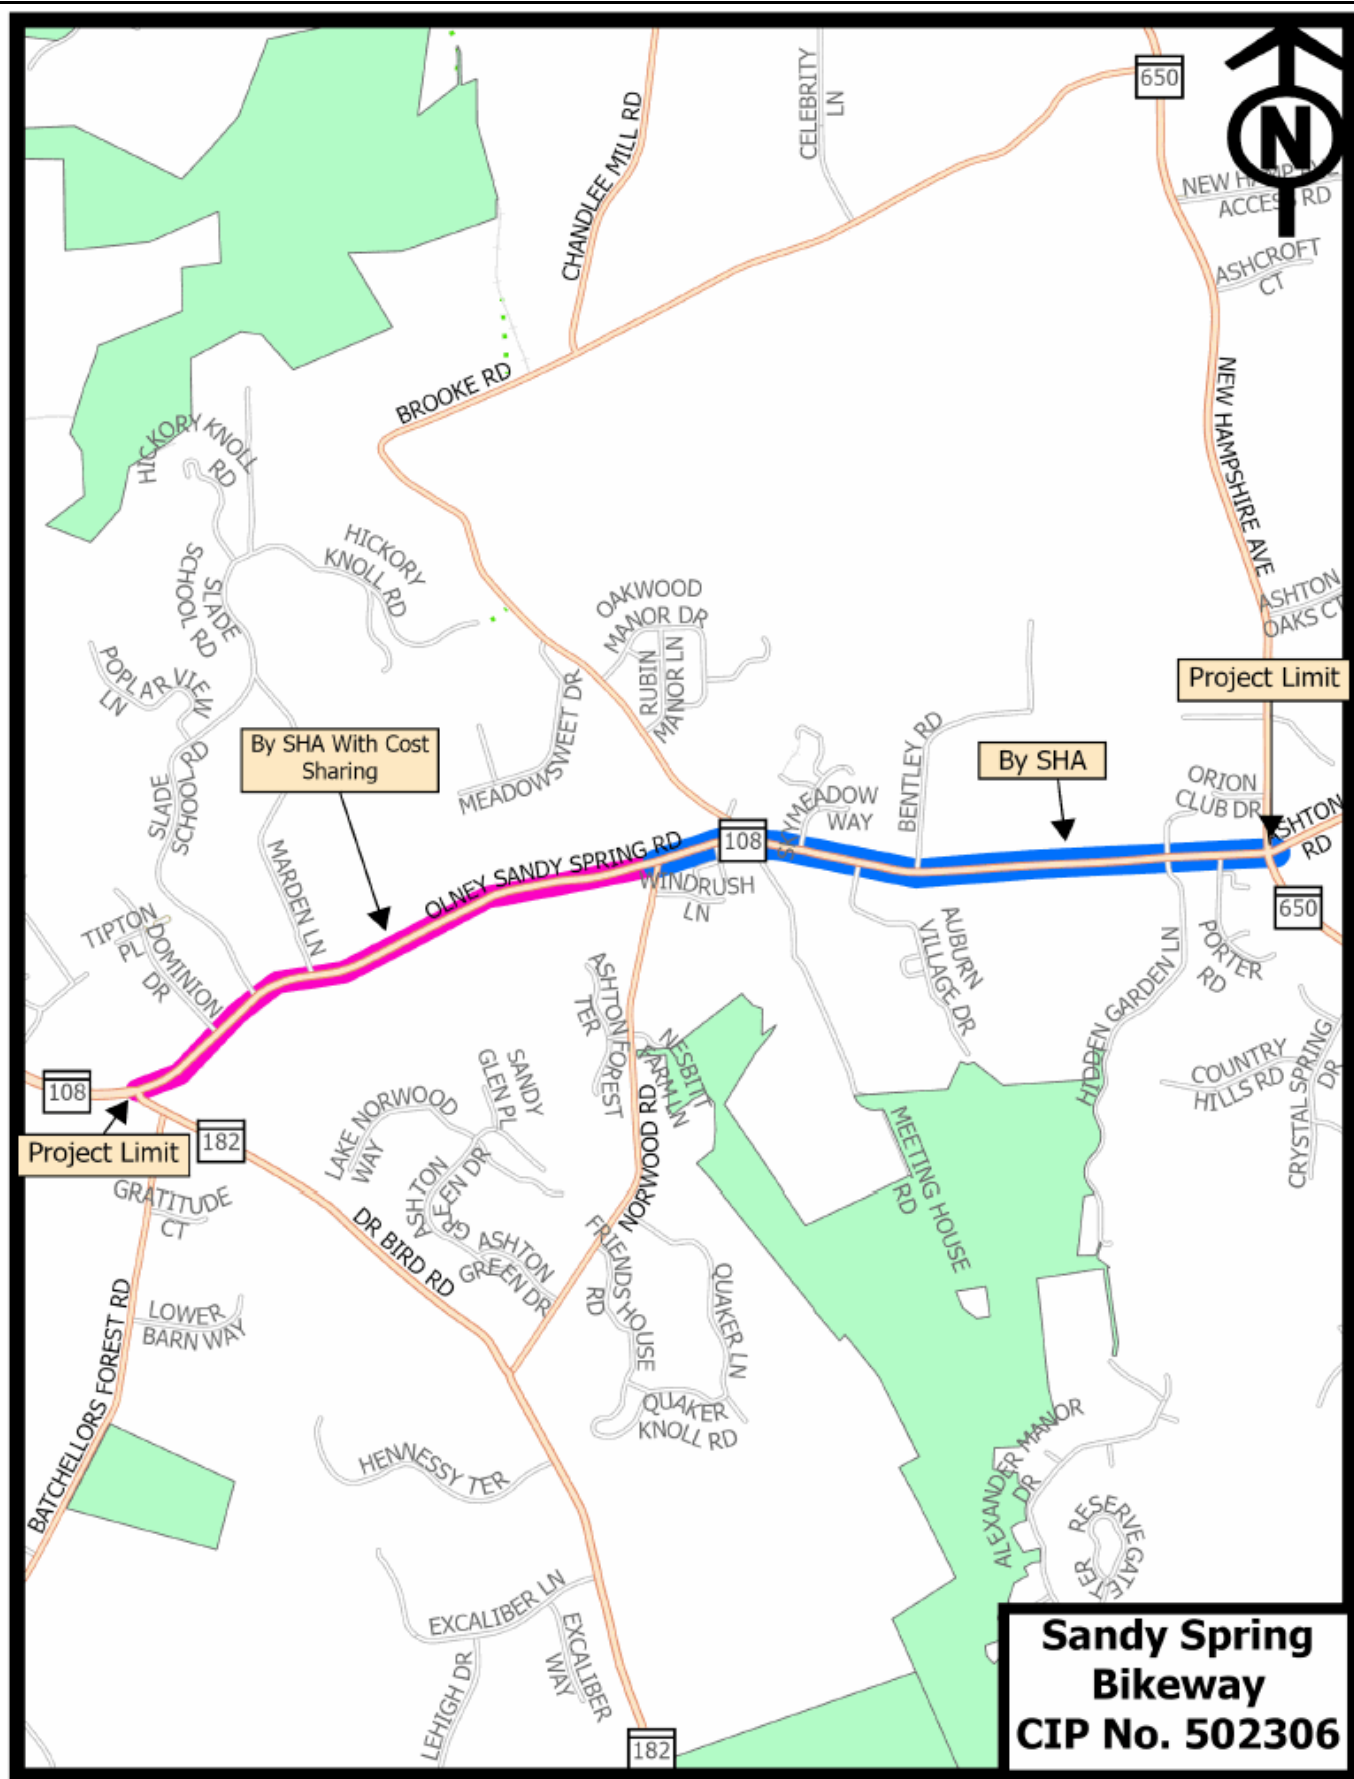 650
N
CELEBRITY
LN
CHANDLEE MILL RD
NEW HAMP AVE
ACCESS RD
ASHCROFT
CT
BROOKE RD
NEW HAMPSHIRE AVE
HICKORY KNOLL
RD
HICKORY
KNOLL RD
SLADE
SCHOOL RD
OAKWOOD
MANOR DR
RUBIN
MANOR LN
ASHTON
OAKS CT
POPLAR VIEW
LN
Project Limit
By SHA With Cost
Sharing
By SHA
MEADOWSWEET DR
BENTLEY RD
ORION
CLUB DR
SLADE
SCHOOL RD
WAY
ASHTON
RD
108
MARDEN LN
OLNEY SANDY SPRING RD
WINDRUSH
LN
650
TIPTON
PL
DOMINION
DR
AUBURN
VILLAGE DR
PORTER
RD
HIDDEN GARDEN LN
ASHTON FOREST
TER
NESBITT
FARM LN
COUNTRY
HILLS RD
CRYSTAL SPRING
DR
108
SANDY
GLEN PL
LAKE NORWOOD
WAY
NORWOOD RD
MEETING HOUSE
RD
182
Project Limit
GRATITUDE
CT
ASHTON
GREEN DR
ASHTON
GREEN DR
DR BIRD RD
FRIENDS HOUSE
RD
QUAKER LN
LOWER
BARN WAY
BATCHELLORS FOREST RD
QUAKER
KNOLL RD
HENNESSY TER
ALEXANDER MANOR
DR
RESERVE GATE
TER
EXCALIBER LN
EXCALIBER
WAY
LEHIGH DR
182
Sandy Spring
Bikeway
CIP No. 502306